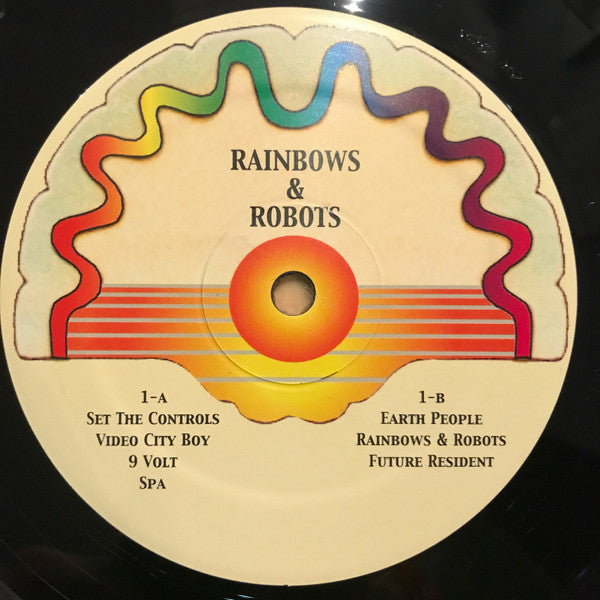 RAINBOWS
&
ROBOTS
1-A
SET THE CONTROLS
VIDEO CITY BOY
9 VOLT
SPA
1-B
EARTH PEOPLE
RAINBOWS & ROBOTS
FUTURE RESIDENT